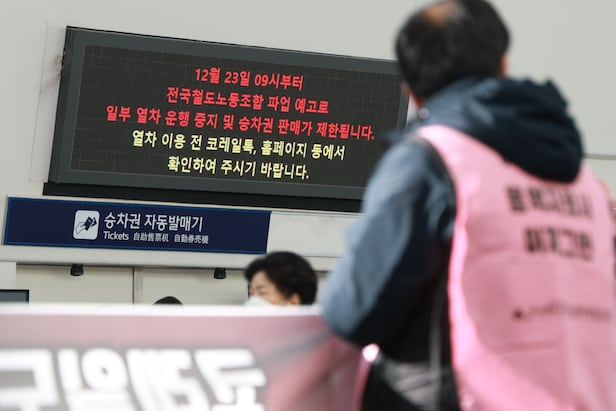 12월 23일 09시부터
전국철도노동조합 파업 예고로
일부 열차 운행 중지 및 승차권 판매가 제한됩니다.
열차 이용 전 코레일톡, 홈페이지 등에서
확인하여 주시기 바랍니다.
승차권 자동발매기
Tickets 自助售票机 自動券売機